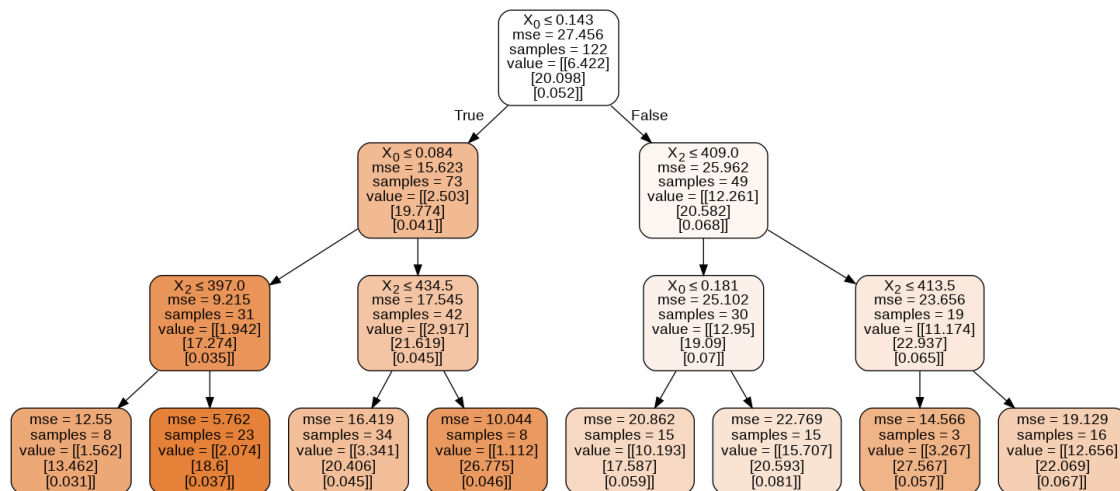 X0 ≤ 0.143
mse = 27.456
samples = 122
value = [[6.422]
[20.098]
[0.052]]
True
False
X0 ≤ 0.084
mse = 15.623
samples = 73
value = [[2.503]
[19.774]
[0.041]]
X2 ≤ 409.0
mse = 25.962
samples = 49
value = [[12.261]
[20.582]
[0.068]]
X2 ≤ 397.0
mse = 9.215
samples = 31
value = [[1.942]
[17.274]
[0.035]]
X2 ≤ 434.5
mse = 17.545
samples = 42
value = [[2.917]
[21.619]
[0.045]]
X0 ≤ 0.181
mse = 25.102
samples = 30
value = [[12.95]
[19.09]
[0.07]]
X2 ≤ 413.5
mse = 23.656
samples = 19
value = [[11.174]
[22.937]
[0.065]]
mse = 12.55
samples = 8
value = [[1.562]
[13.462]
[0.031]]
mse = 5.762
samples = 23
value = [[2.074]
[18.6]
[0.037]]
mse = 16.419
samples = 34
value = [[3.341]
[20.406]
[0.045]]
mse = 10.044
samples = 8
value = [[1.112]
[26.775]
[0.046]]
mse = 20.862
samples = 15
value = [[10.193]
[17.587]
[0.059]]
mse = 22.769
samples = 15
value = [[15.707]
[20.593]
[0.081]]
mse = 14.566
samples = 3
value = [[3.267]
[27.567]
[0.057]]
mse = 19.129
samples = 16
value = [[12.656]
[22.069]
[0.067]]